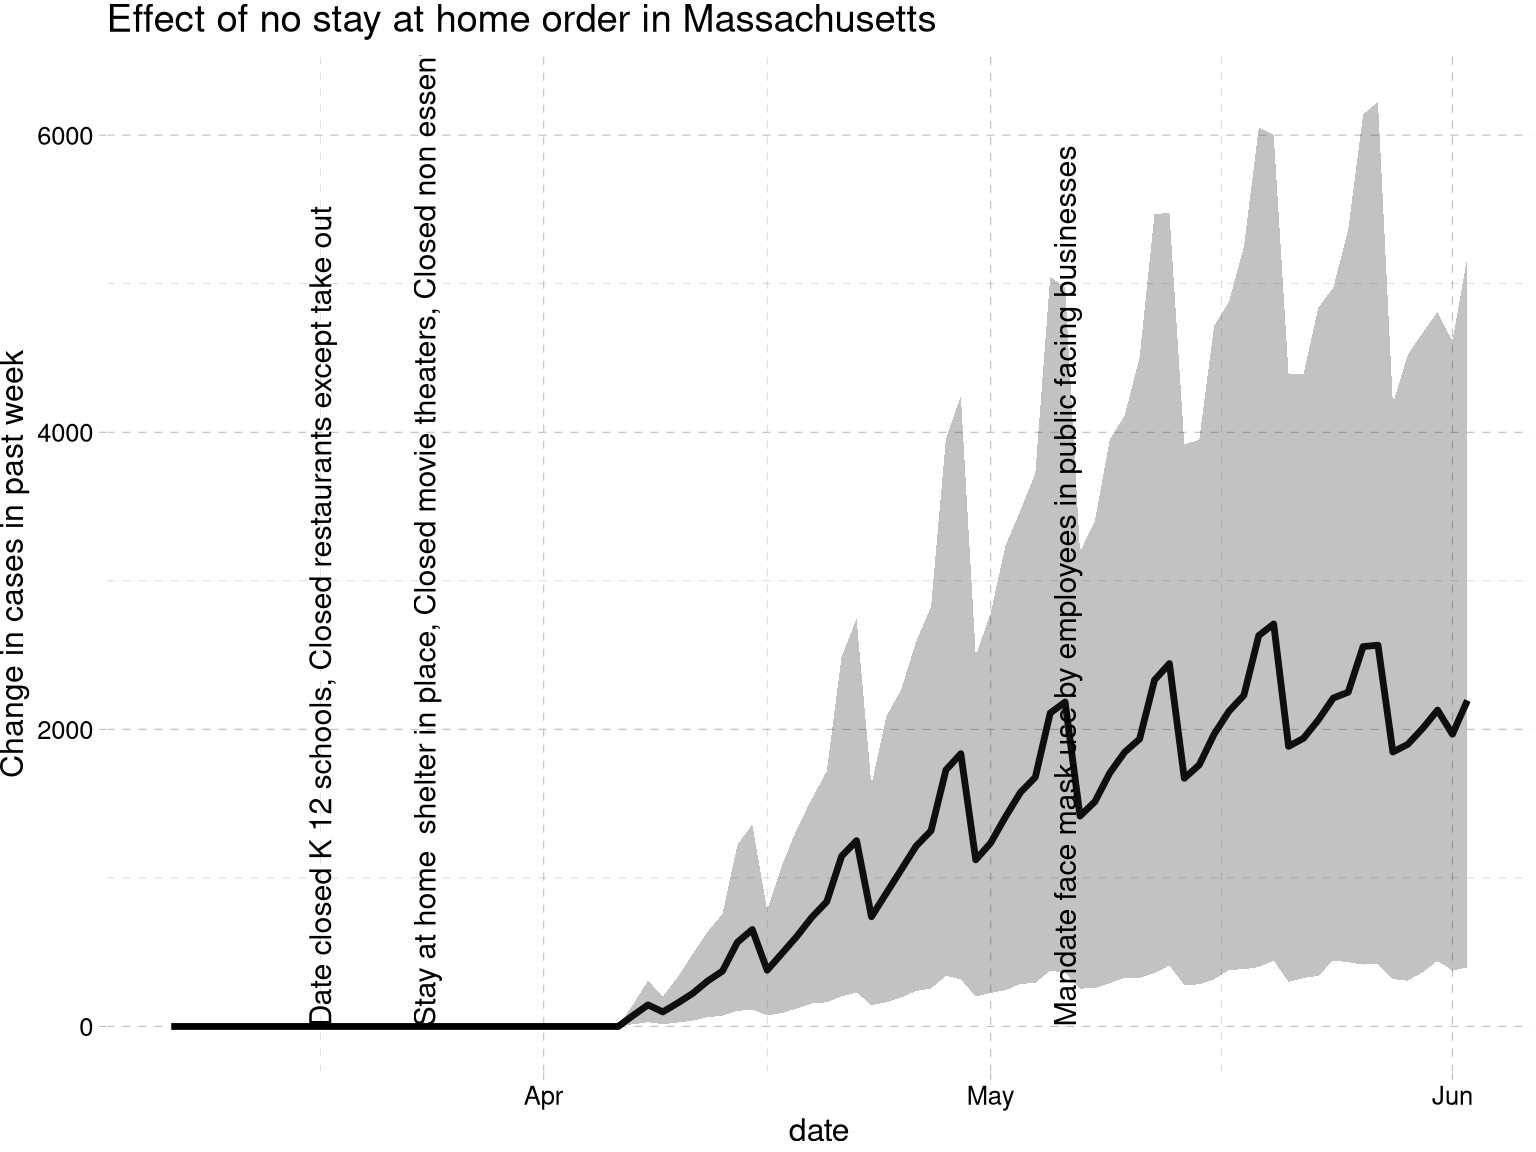 Effect of no stay at home order in Massachusetts
Change in cases in past week
6000
4000
2000
0
Date closed K 12 schools, Closed restaurants except take out
Stay at home  shelter in place, Closed movie theaters, Closed non essen
Mandate face mask use by employees in public facing businesses
Apr
May
Jun
date